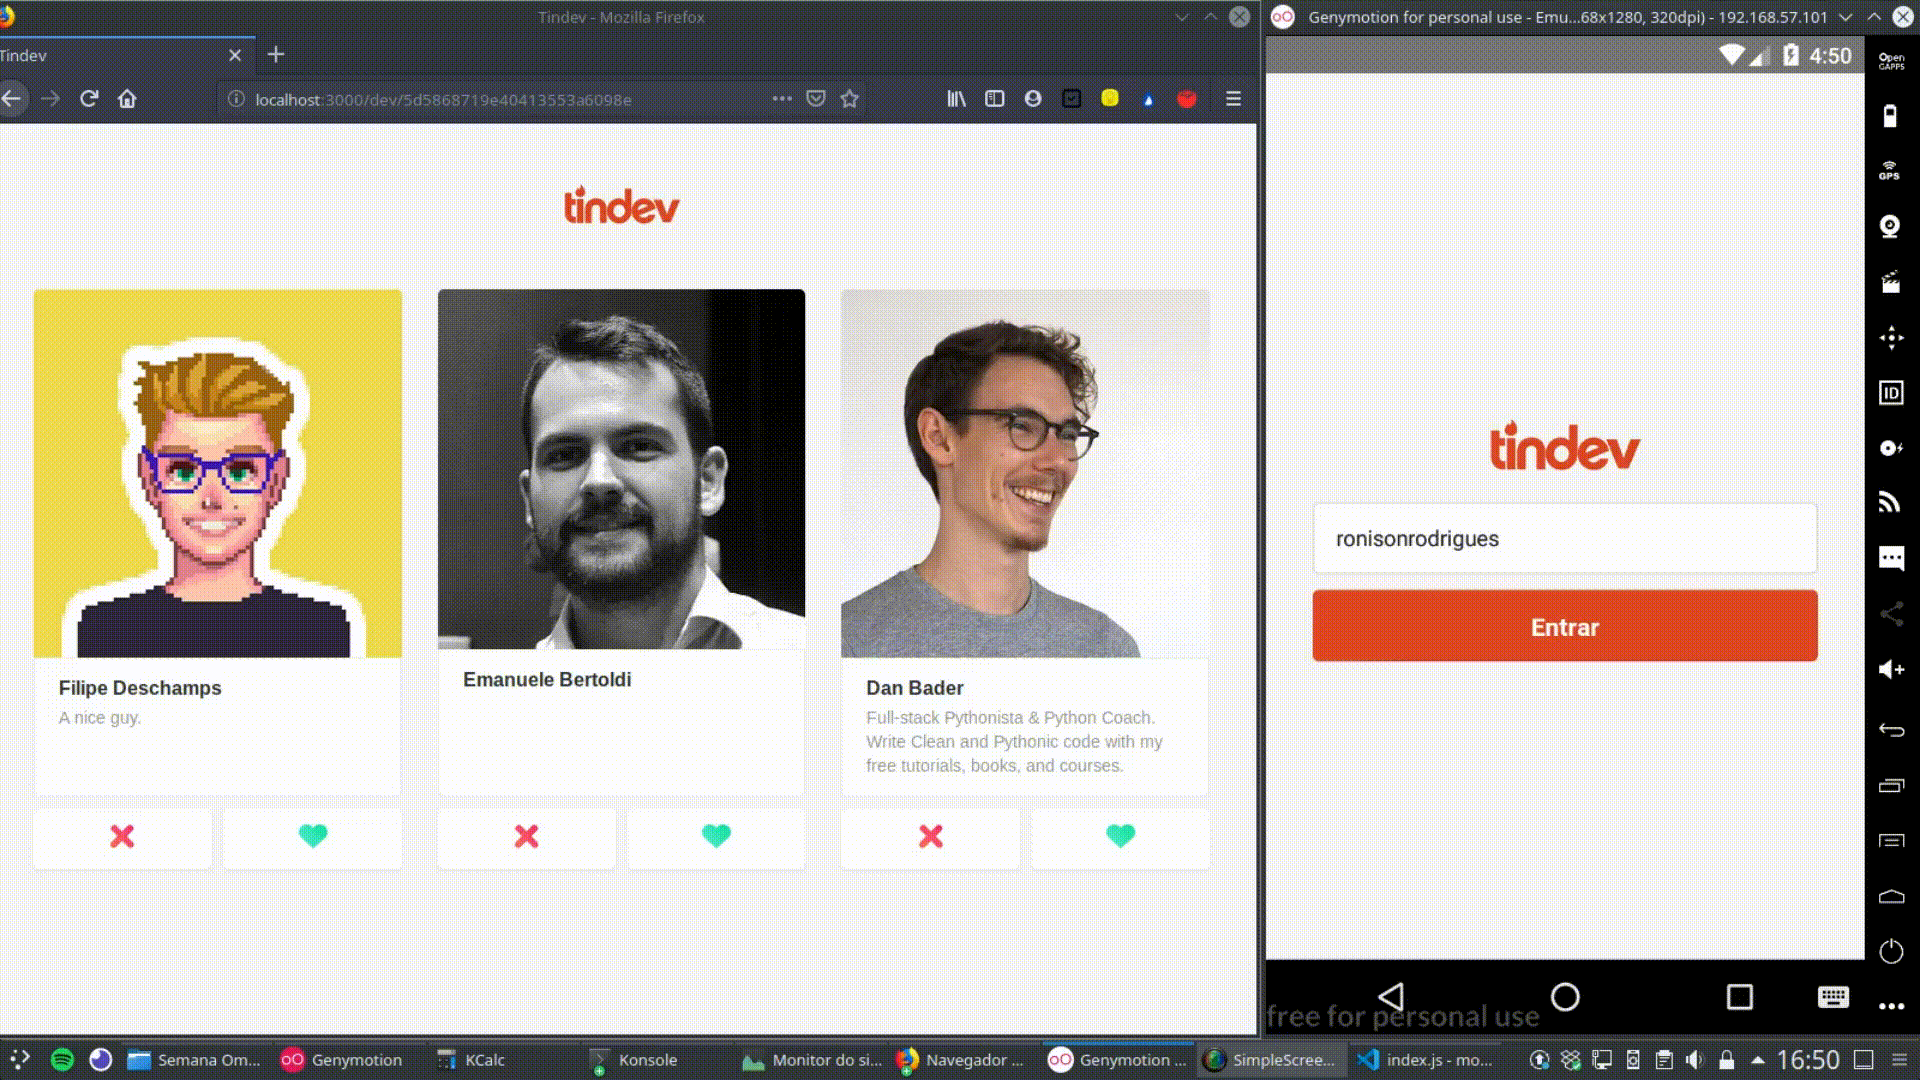 Tindev - Mozilla Firefox
Tindev
localhost:3000/dev/5d5868719e40413553a6098e
tindev
Filipe Deschamps
A nice guy.
Emanuele Bertoldi
Dan Bader
Full-stack Pythonista & Python Coach.
Write Clean and Pythonic code with my
free tutorials, books, and courses.
Genymotion for personal use - Emu...68x1280, 320dpi) - 192.168.57.101
4:50
Open
GAPPS
GPS
ID
tindev
ronisonrodrigues
Entrar
free for personal use
Semana Om...
Genymotion
KCalc
Konsole
Monitor do si...
Navegador ...
Genymotion ...
SimpleScree...
index.js - mo...
16:50